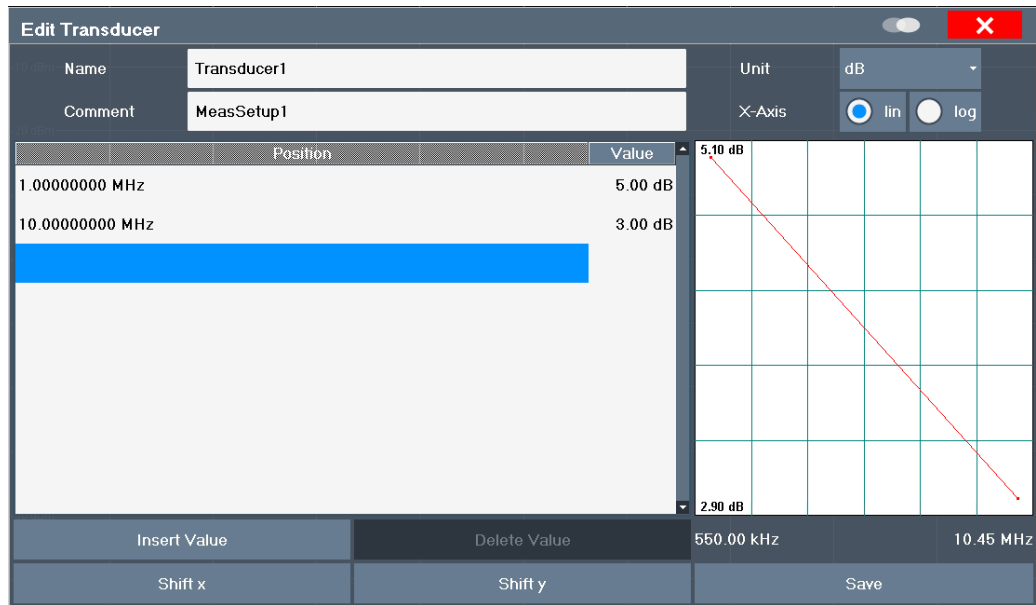 Edit Transducer
Name Transducer1 Unit dB
Comment MeasSetup1 X-Axis lin log
Position Value 5.10 dB
1.00000000 MHz 5.00 dB
10.00000000 MHz 3.00 dB
2.90 dB
Insert Value Delete Value 550.00 kHz 10.45 MHz
Shift x Shift y Save